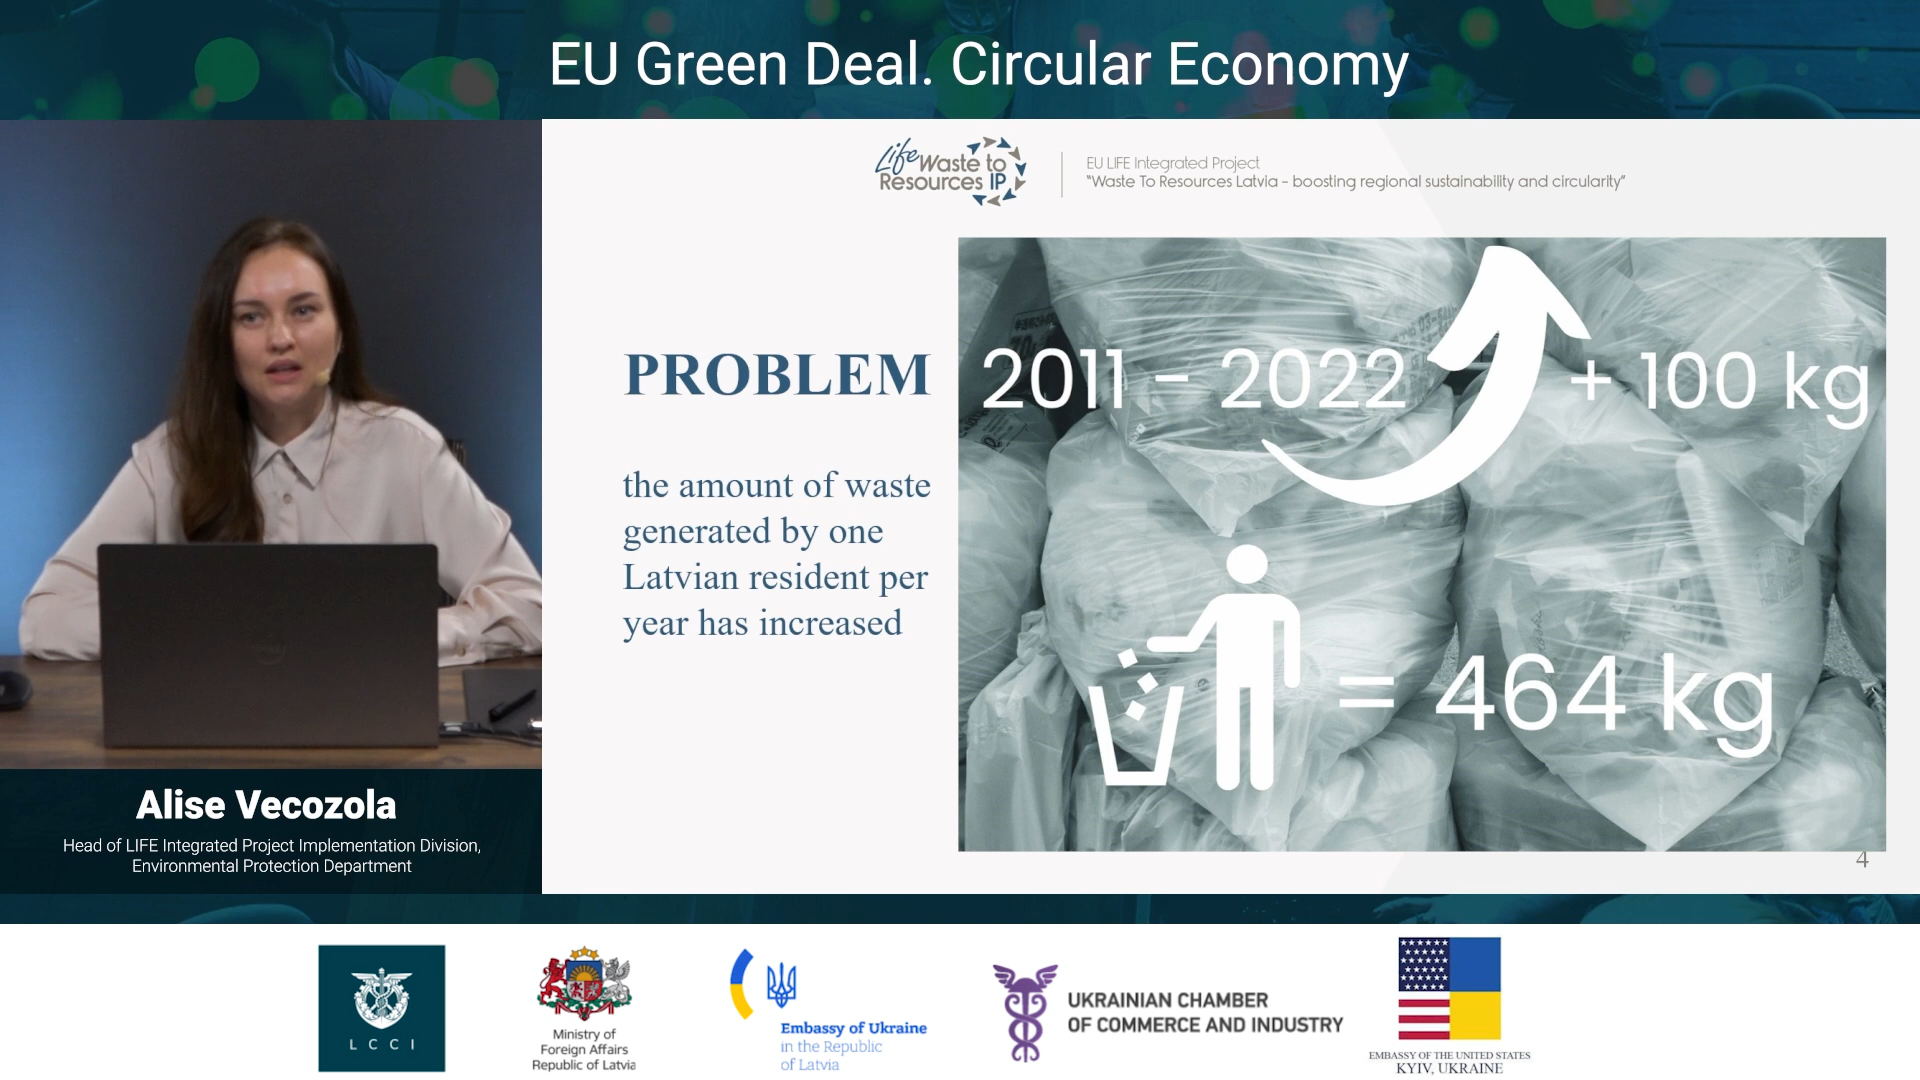 EU Green Deal. Circular Economy
Life Waste to
Resources IP
EU LIFE Integrated Project
"Waste To Resources Latvia - boosting regional sustainability and circularity"
PROBLEM
the amount of waste
generated by one
Latvian resident per
year has increased
2011 - 2022 + 100 kg
= 464 kg
4
Alise Vecozola
Head of LIFE Integrated Project Implementation Division,
Environmental Protection Department
LCCI
Ministry of
Foreign Affairs
Republic of Latvia
Embassy of Ukraine
in the Republic
of Latvia
UKRAINIAN CHAMBER
OF COMMERCE AND INDUSTRY
EMBASSY OF THE UNITED STATES
KYIV, UKRAINE